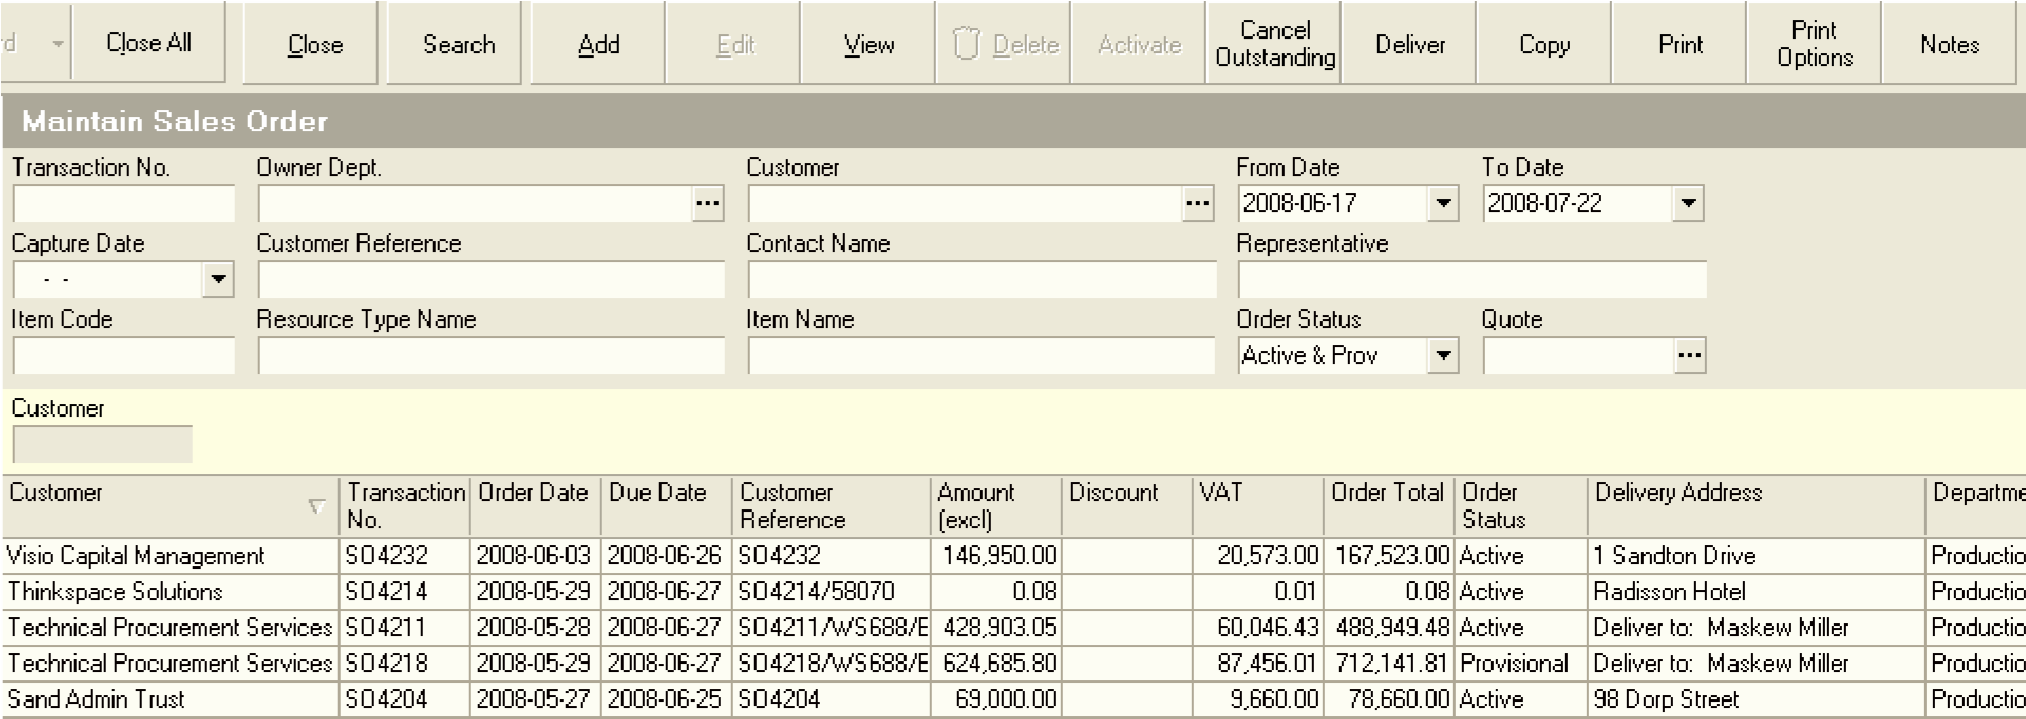 d Close All Close Search Add Edit View Delete Activate Cancel Outstanding Deliver Copy Print Print Options Notes
Maintain Sales Order
Transaction No. Owner Dept. Customer From Date To Date
... ... 2008-06-17 2008-07-22
Capture Date Customer Reference Contact Name Representative
- -
Item Code Resource Type Name Item Name Order Status Quote
Active & Prov ...
Customer
Customer Transaction No. Order Date Due Date Customer Reference Amount (excl) Discount VAT Order Total Order Status Delivery Address Departme
Visio Capital Management SO4232 2008-06-03 2008-06-26 SO4232 146,950.00 20,573.00 167,523.00 Active 1 Sandton Drive Productio
Thinkspace Solutions SO4214 2008-05-29 2008-06-27 SO4214/58070 0.08 0.01 0.08 Active Radisson Hotel Productio
Technical Procurement Services SO4211 2008-05-28 2008-06-27 SO4211/WS688/E 428,903.05 60,046.43 488,949.48 Active Deliver to: Maskew Miller Productio
Technical Procurement Services SO4218 2008-05-29 2008-06-27 SO4218/WS688/E 624,685.80 87,456.01 712,141.81 Provisional Deliver to: Maskew Miller Productio
Sand Admin Trust SO4204 2008-05-27 2008-06-25 SO4204 69,000.00 9,660.00 78,660.00 Active 98 Dorp Street Productio